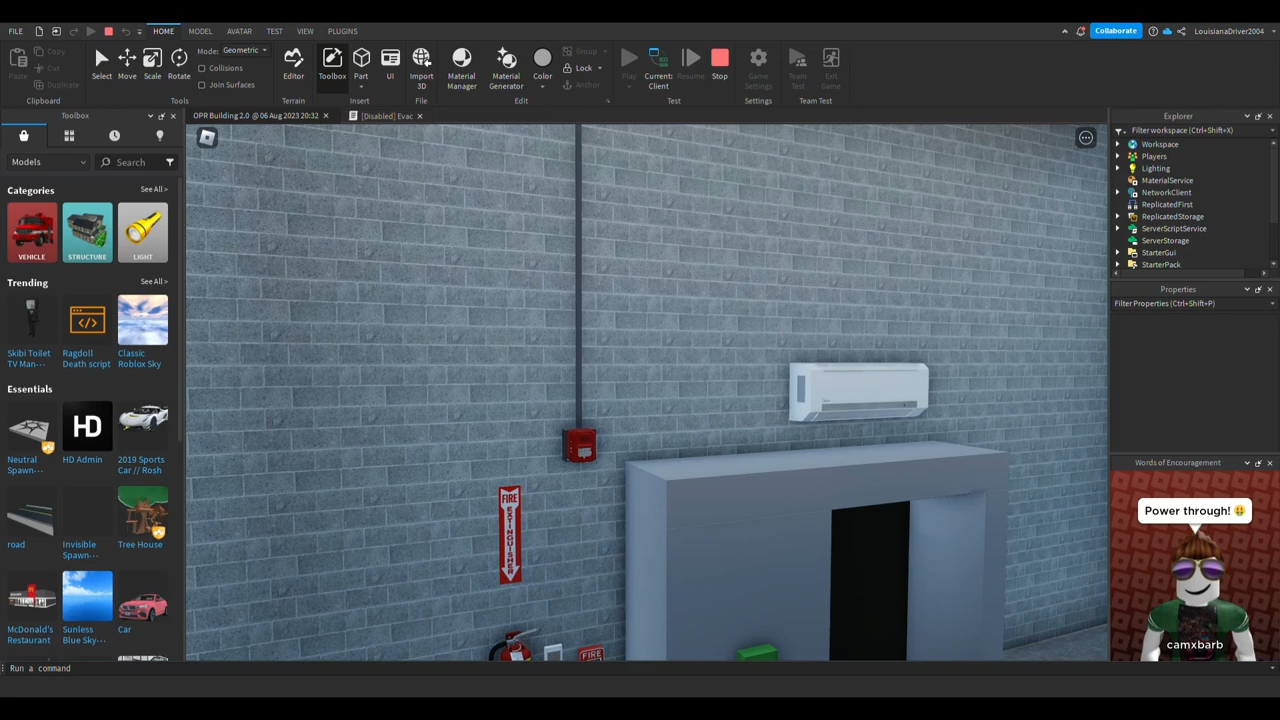 FILE HOME MODEL AVATAR TEST VIEW PLUGINS Collaborate LouisianaDriver2004
Paste Copy Cut Duplicate Select Move Scale Rotate Mode: Geometric Collisions Join Surfaces Editor Toolbox Part UI Import 3D Material Manager Material Generator Color Group Lock Anchor Play Current: Client Resume Stop Game Settings Team Test Exit Game
Clipboard Tools Terrain Insert File Edit Test Settings Team Test
Toolbox
OPR Building 2.0 @ 06 Aug 2023 20:32
[Disabled] Evac
Models Search
Categories See All >
VEHICLE STRUCTURE LIGHT
Trending See All >
Skibi Toilet TV Man···
Ragdoll Death script
Classic Roblox Sky
Essentials
HD
Neutral Spawn···
HD Admin
2019 Sports Car // Rosh
road
Invisible Spawn···
Tree House
McDonald's Restaurant
Sunless Blue Sky···
Car
FIRE
EXTINGUISHER
FIRE
Explorer
Filter workspace (Ctrl+Shift+X)
Workspace
Players
Lighting
MaterialService
NetworkClient
ReplicatedFirst
ReplicatedStorage
ServerScriptService
ServerStorage
StarterGui
StarterPack
Properties
Filter Properties (Ctrl+Shift+P)
Words of Encouragement
Power through! 🤑
camxbarb
Run a command